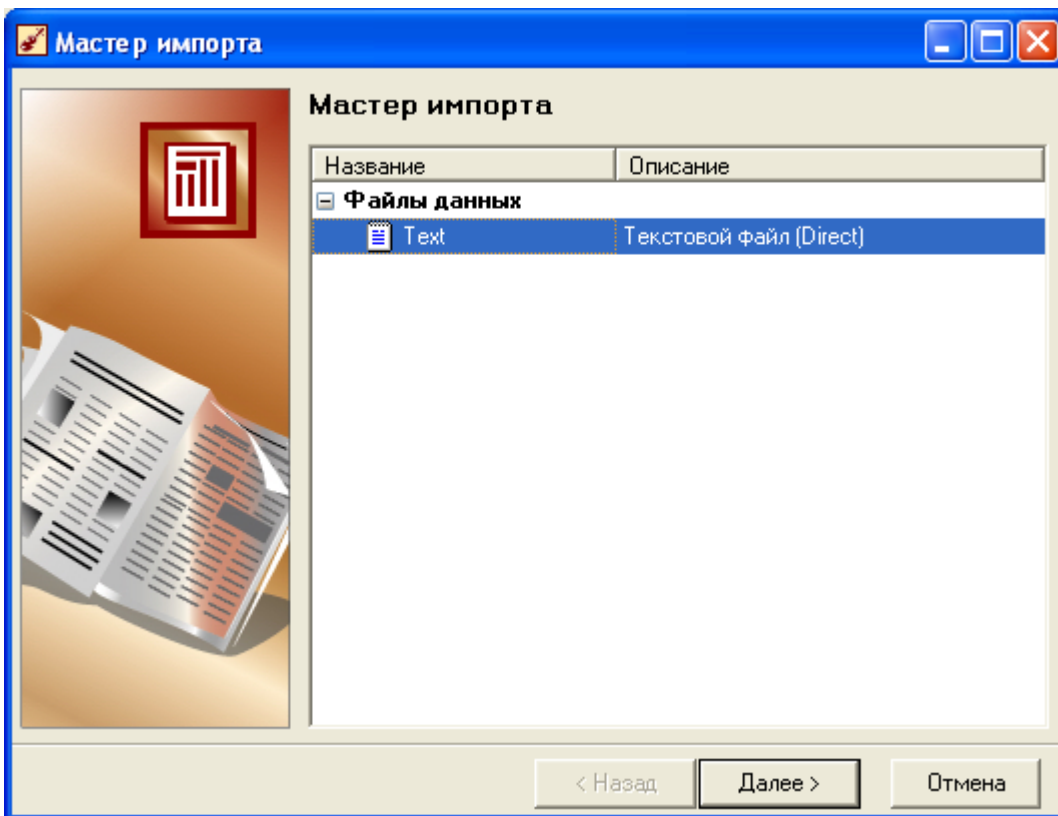 Мастер импорта
Мастер импорта
Название Описание
Файлы данных
Text Текстовой файл (Direct)
< Назад Далее > Отмена